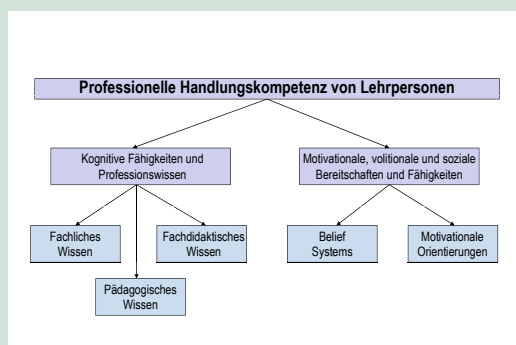 Professionelle Handlungskompetenz von Lehrpersonen
Kognitive Fähigkeiten und
Professionswissen
Motivationale, volitionale und soziale
Bereitschaften und Fähigkeiten
Fachliches
Wissen
Fachdidaktisches
Wissen
Belief
Systems
Motivationale
Orientierungen
Pädagogisches
Wissen